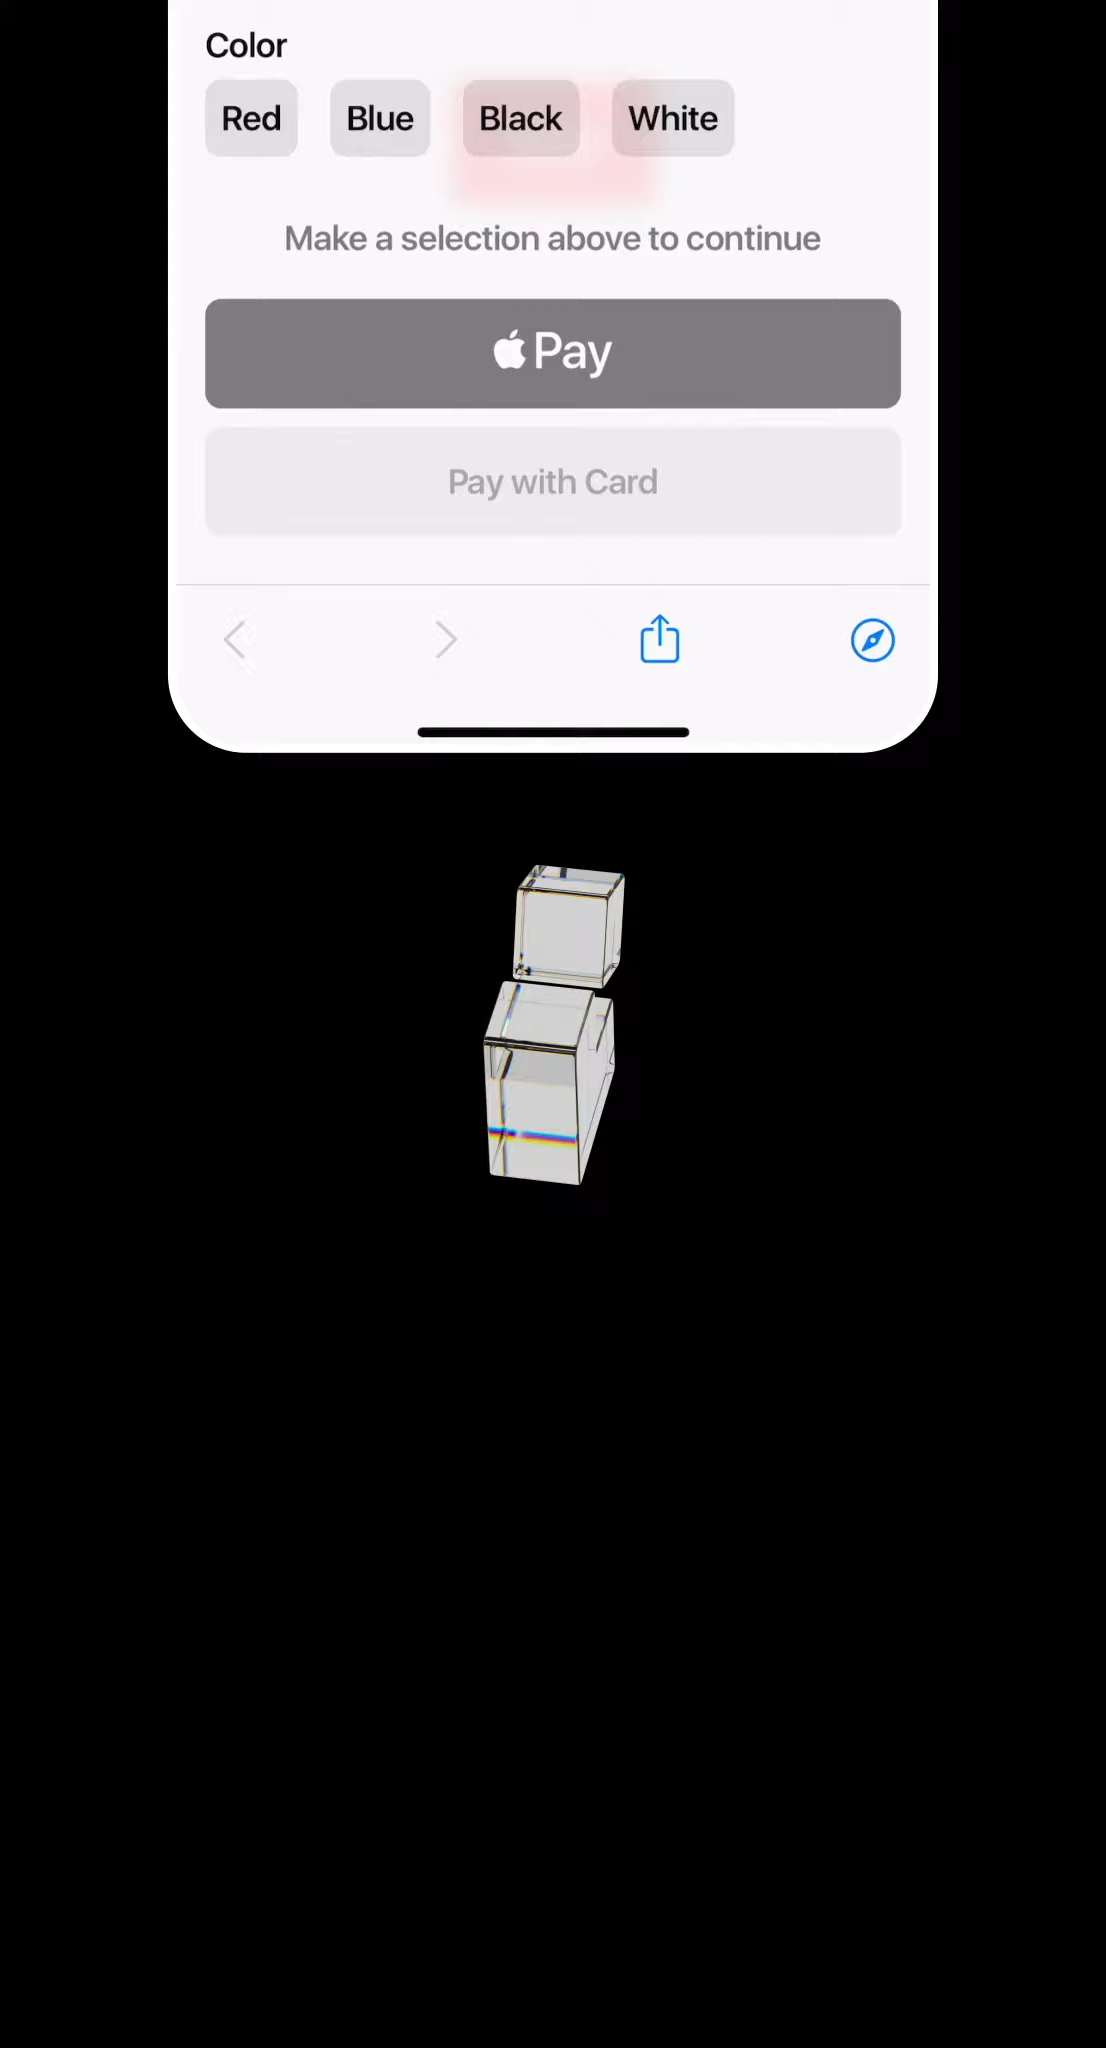 Color
Red Blue Black White
Make a selection above to continue
Pay
Pay with Card